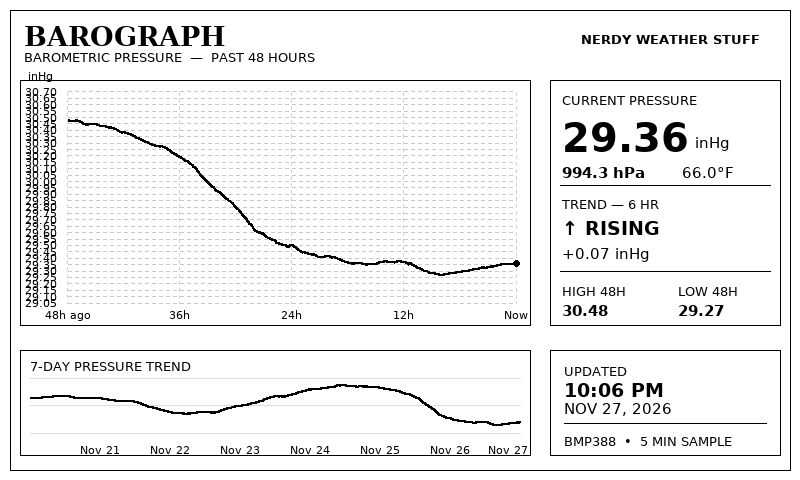 BAROGRAPH
BAROMETRIC PRESSURE — PAST 48 HOURS
NERDY WEATHER STUFF
inHg
30.70
30.65
30.60
30.55
30.50
30.45
30.40
30.35
30.30
30.25
30.20
30.15
30.10
30.05
30.00
29.95
29.90
29.85
29.80
29.75
29.70
29.65
29.60
29.55
29.50
29.45
29.40
29.35
29.30
29.25
29.20
29.15
29.10
29.05
48h ago 36h 24h 12h Now
CURRENT PRESSURE
29.36 inHg
994.3 hPa 66.0°F
TREND — 6 HR
↑ RISING
+0.07 inHg
HIGH 48H LOW 48H
30.48 29.27
7-DAY PRESSURE TREND
Nov 21 Nov 22 Nov 23 Nov 24 Nov 25 Nov 26 Nov 27
UPDATED
10:06 PM
NOV 27, 2026
BMP388 • 5 MIN SAMPLE